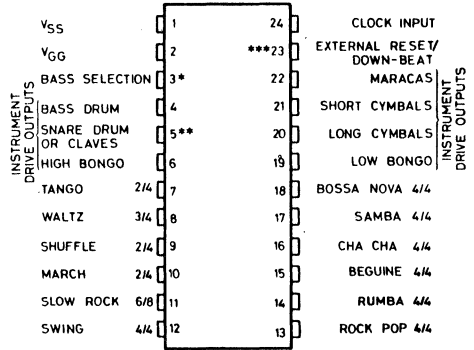 VSS 1 24 CLOCK INPUT
VGG 2 ***23 EXTERNAL RESET/
DOWN-BEAT
BASS SELECTION 3* 22 MARACAS
BASS DRUM 4 21 SHORT CYMBALS
SNARE DRUM
OR CLAVES 5** 20 LONG CYMBALS
HIGH BONGO 6 19 LOW BONGO
INSTRUMENT
DRIVE OUTPUTS
INSTRUMENT
DRIVE OUTPUTS
TANGO 2/4 7 18 BOSSA NOVA 4/4
WALTZ 3/4 8 17 SAMBA 4/4
SHUFFLE 2/4 9 16 CHA CHA 4/4
MARCH 2/4 10 15 BEGUINE 4/4
SLOW ROCK 6/8 11 14 RUMBA 4/4
SWING 4/4 12 13 ROCK POP 4/4